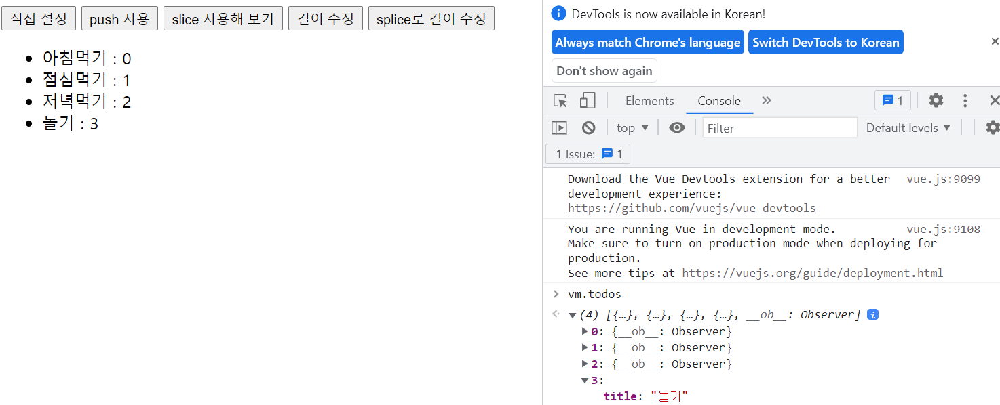 직접 설정 push 사용 slice 사용해 보기 길이 수정 splice로 길이 수정
아침먹기 : 0
점심먹기 : 1
저녁먹기 : 2
놀기 : 3
DevTools is now available in Korean!
Always match Chrome's language Switch DevTools to Korean
Don't show again
Elements Console 1
top Filter Default levels
1 Issue: 1
Download the Vue Devtools extension for a better vue.js:9099
development experience:
https://github.com/vuejs/vue-devtools
You are running Vue in development mode. vue.js:9108
Make sure to turn on production mode when deploying for
production.
See more tips at https://vuejs.org/guide/deployment.html
vm.todos
(4) [{…}, {…}, {…}, {…}, __ob__: Observer]
0: {__ob__: Observer}
1: {__ob__: Observer}
2: {__ob__: Observer}
3:
title: "놀기"